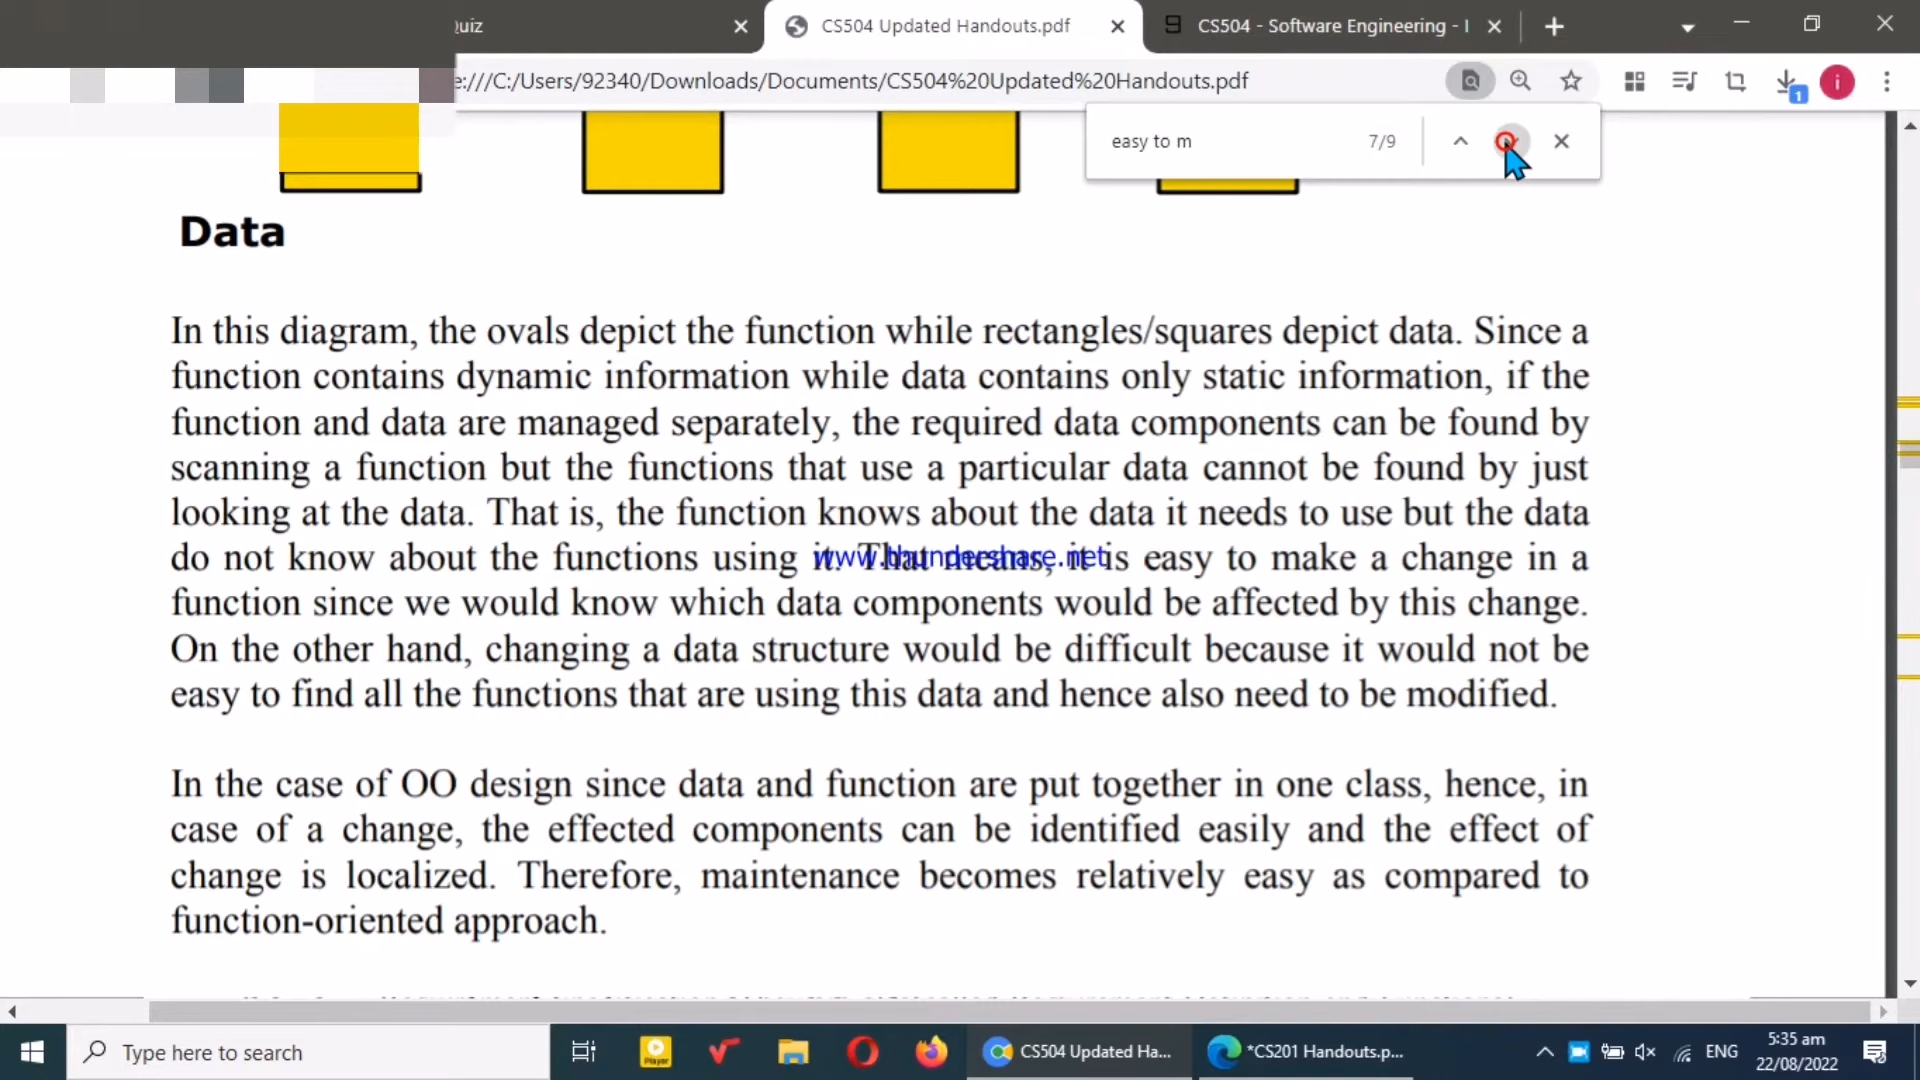 Quiz
CS504 Updated Handouts.pdf
CS504 - Software Engineering - I
e:///C:/Users/92340/Downloads/Documents/CS504%20Updated%20Handouts.pdf
1
i
easy to m
7/9
Data
In this diagram, the ovals depict the function while rectangles/squares depict data. Since a
function contains dynamic information while data contains only static information, if the
function and data are managed separately, the required data components can be found by
scanning a function but the functions that use a particular data cannot be found by just
looking at the data. That is, the function knows about the data it needs to use but the data
do not know about the functions using it. That means, it is easy to make a change in a
www.thundershare.net
function since we would know which data components would be affected by this change.
On the other hand, changing a data structure would be difficult because it would not be
easy to find all the functions that are using this data and hence also need to be modified.
In the case of OO design since data and function are put together in one class, hence, in
case of a change, the effected components can be identified easily and the effect of
change is localized. Therefore, maintenance becomes relatively easy as compared to
function-oriented approach.
Type here to search
Player
CS504 Updated Ha...
*CS201 Handouts.p...
ENG
5:35 am
22/08/2022